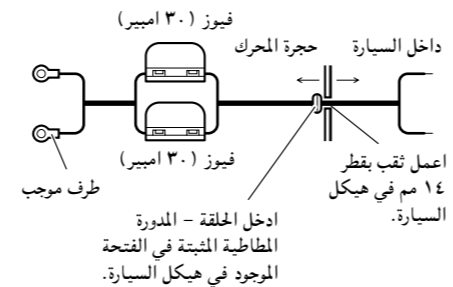 فيوز (٣٠ امبير)
داخل السيارة
حجرة المحرك
فيوز (٣٠ امبير)
طرف موجب
اعمل ثقب بقطر
١٤ مم في هيكل
السيارة.
ادخل الحلقة – المدورة
المطاطية المثبتة في الفتحة
الموجود في هيكل السيارة.